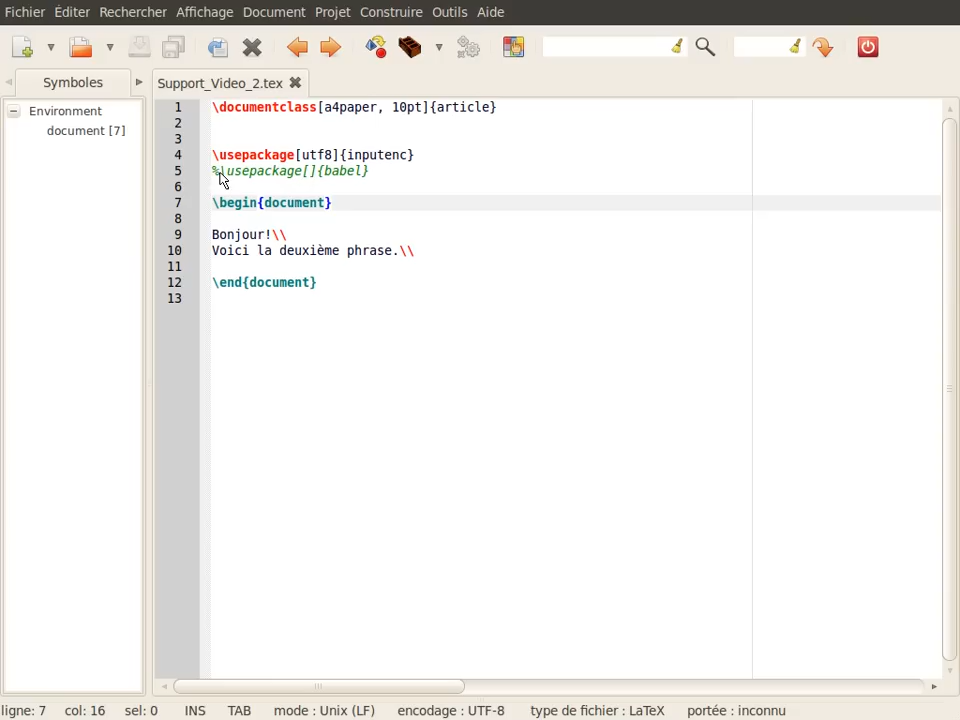 Fichier Éditer Rechercher Affichage Document Projet Construire Outils Aide
Symboles
Support_Video_2.tex
Environment
document [7]
1 \documentclass[a4paper, 10pt]{article}
2
3
4 \usepackage[utf8]{inputenc}
5 %\usepackage[]{babel}
6
7 \begin{document}
8
9 Bonjour!\\
10 Voici la deuxième phrase.\\
11
12 \end{document}
13
ligne: 7 col: 16 sel: 0 INS TAB mode : Unix (LF) encodage : UTF-8 type de fichier : LaTeX portée : inconnu